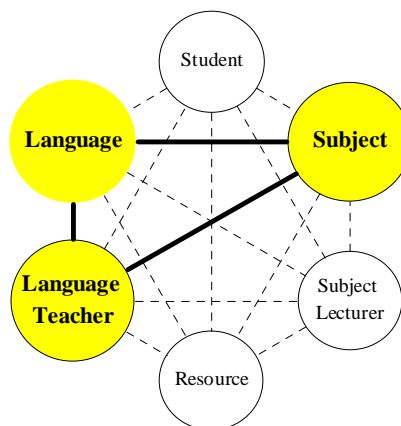 Student
Language
Subject
Language
Teacher
Subject
Lecturer
Resource